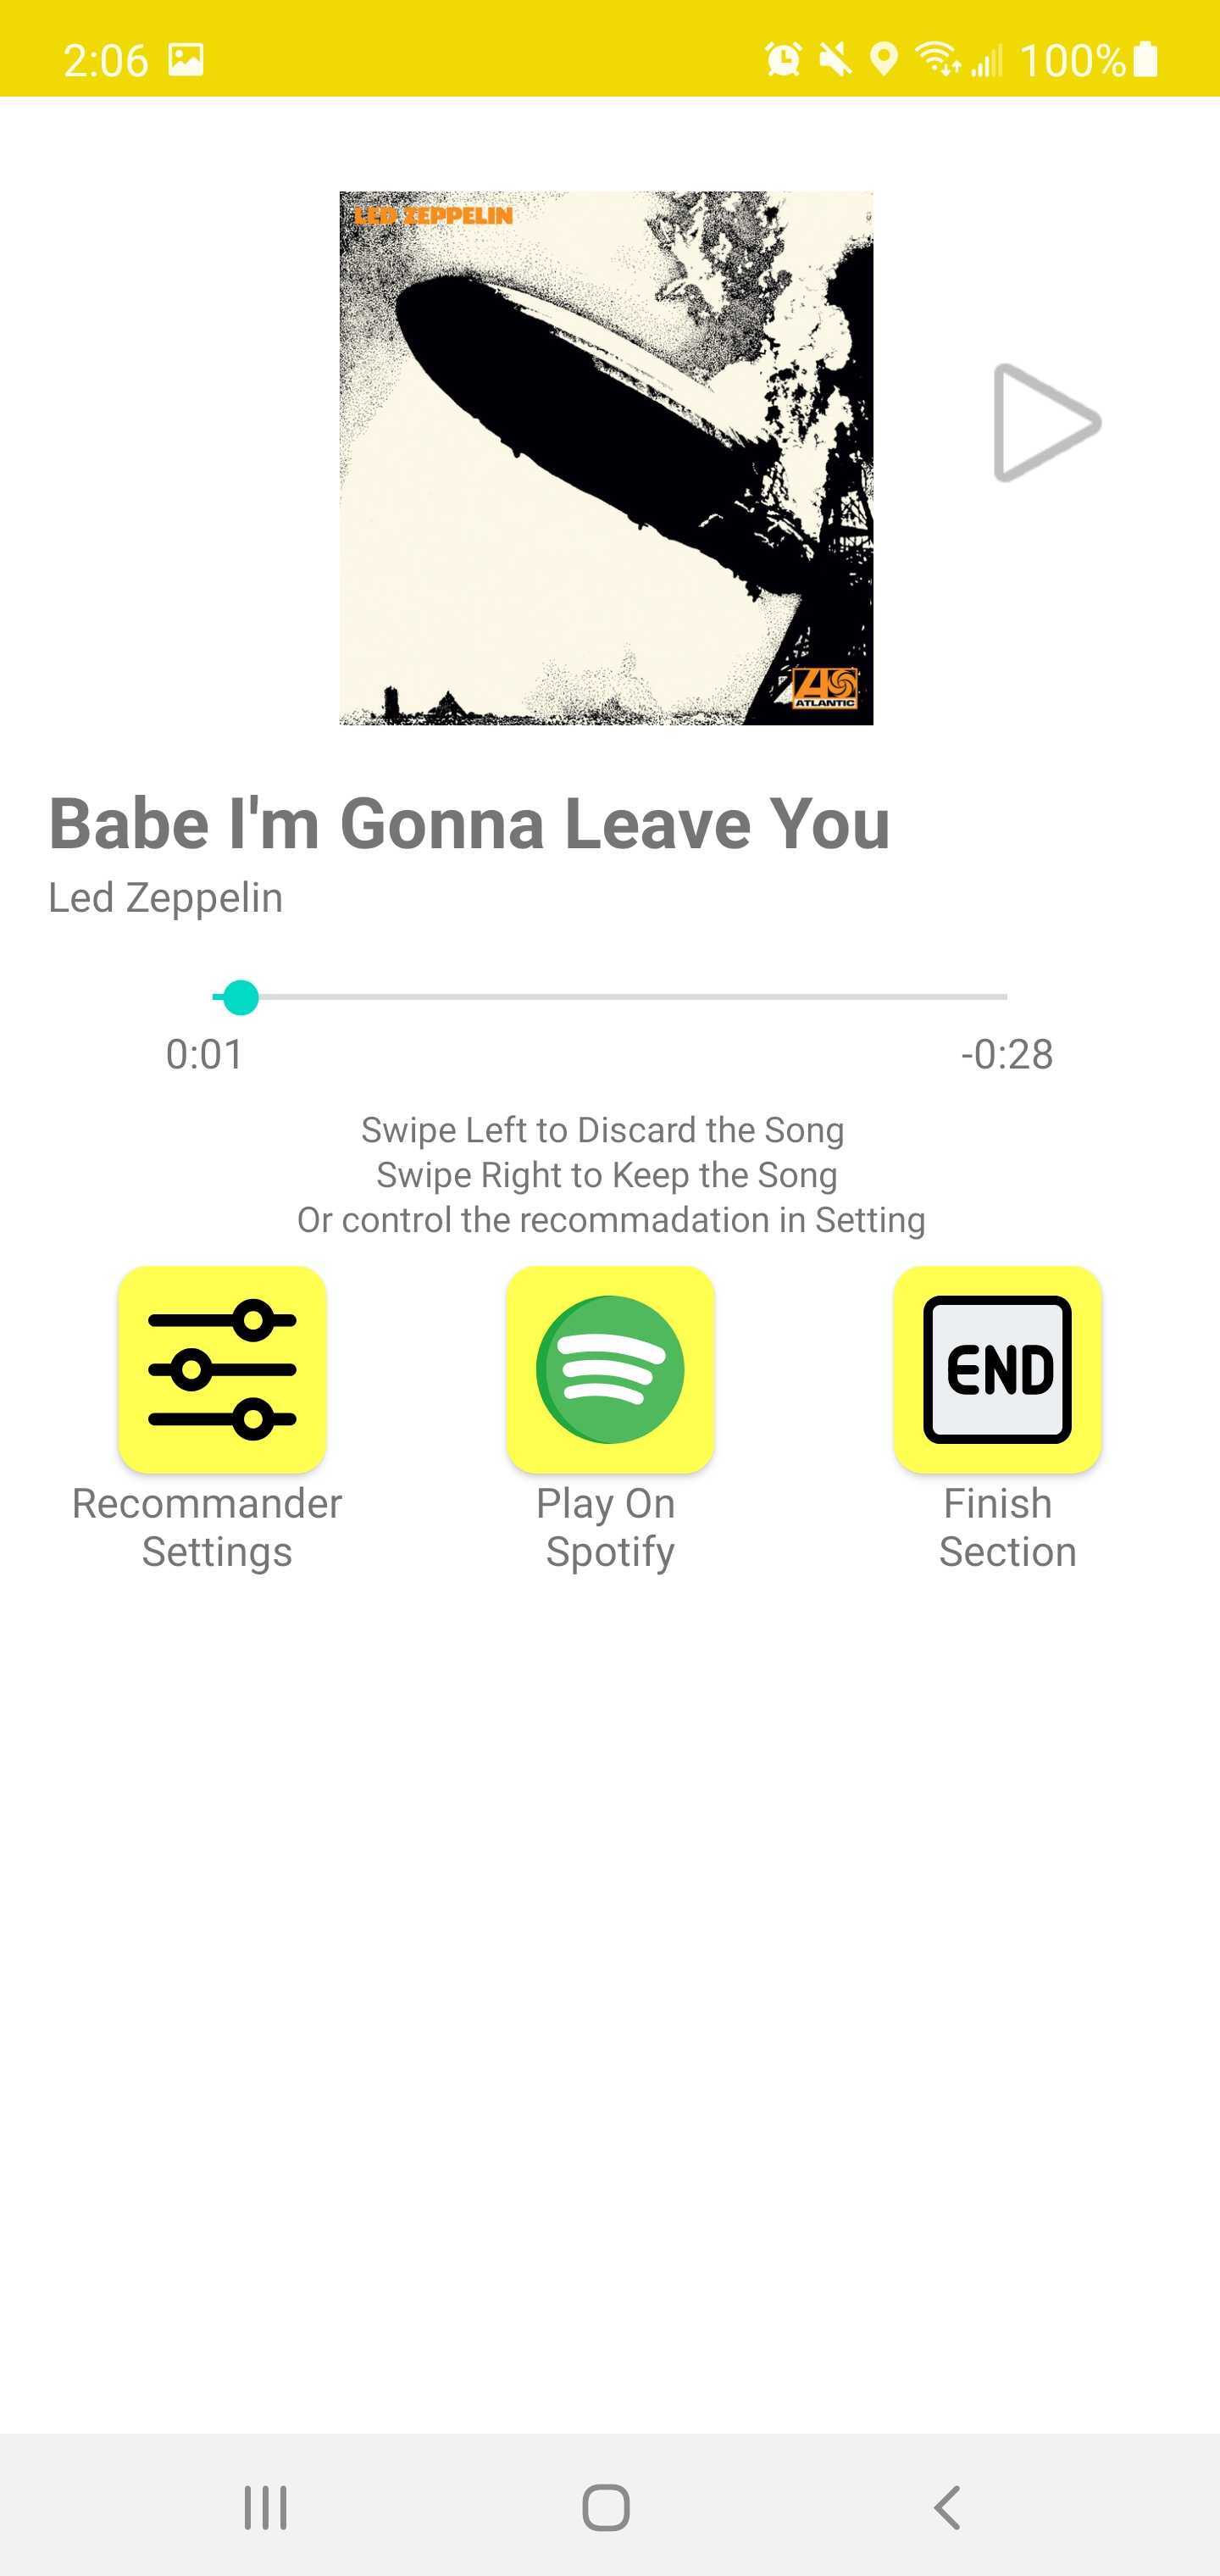 2:06
100%
LED ZEPPELIN
ATLANTIC
Babe I'm Gonna Leave You
Led Zeppelin
0:01
-0:28
Swipe Left to Discard the Song
Swipe Right to Keep the Song
Or control the recommadation in Setting
END
Recommander
Settings
Play On
Spotify
Finish
Section